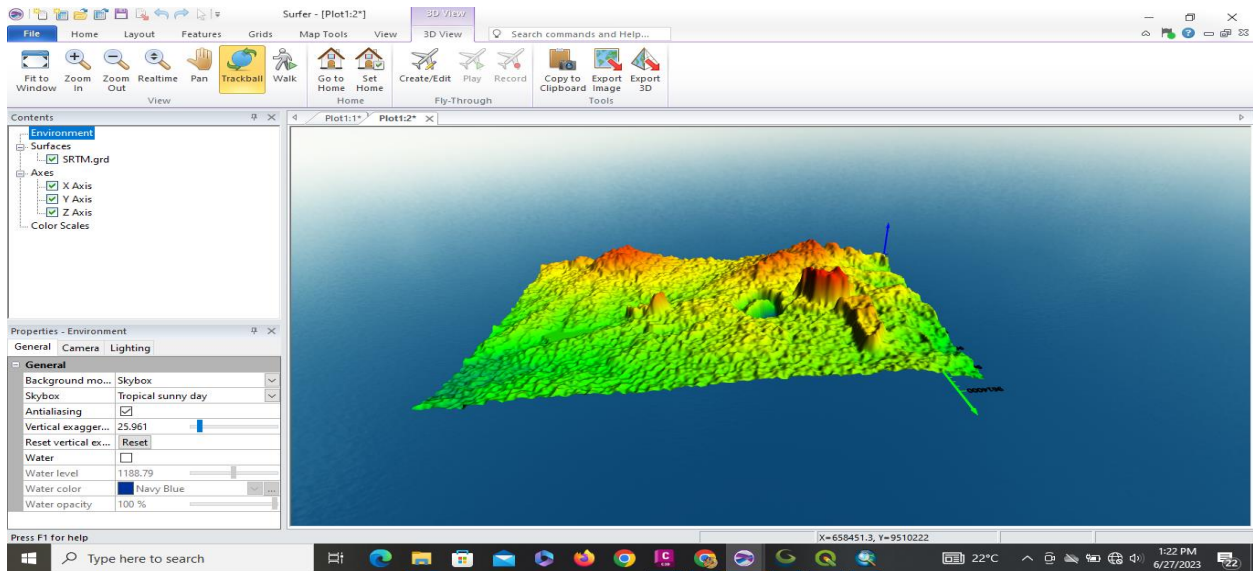 Surfer - [Plot1:2*]
3D View
File Home Layout Features Grids Map Tools View 3D View Search commands and Help...
Fit to Window
Zoom In
Zoom Out
Realtime
Pan
Trackball
Walk
View
Go to Home
Set Home
Home
Create/Edit
Play
Record
Fly-Through
Copy to Clipboard
Export Image
Export 3D
Tools
Contents
Plot1:1* Plot1:2*
Environment
Surfaces
SRTM.grd
Axes
X Axis
Y Axis
Z Axis
Color Scales
Properties - Environment
General Camera Lighting
General
Background mo... Skybox
Skybox Tropical sunny day
Antialiasing
Vertical exagger... 25.961
Reset vertical ex... Reset
Water
Water level 1188.79
Water color Navy Blue ...
Water opacity 100 %
Press F1 for help
X=658451.3, Y=9510222
Type here to search
22°C
1:22 PM
6/27/2023
22